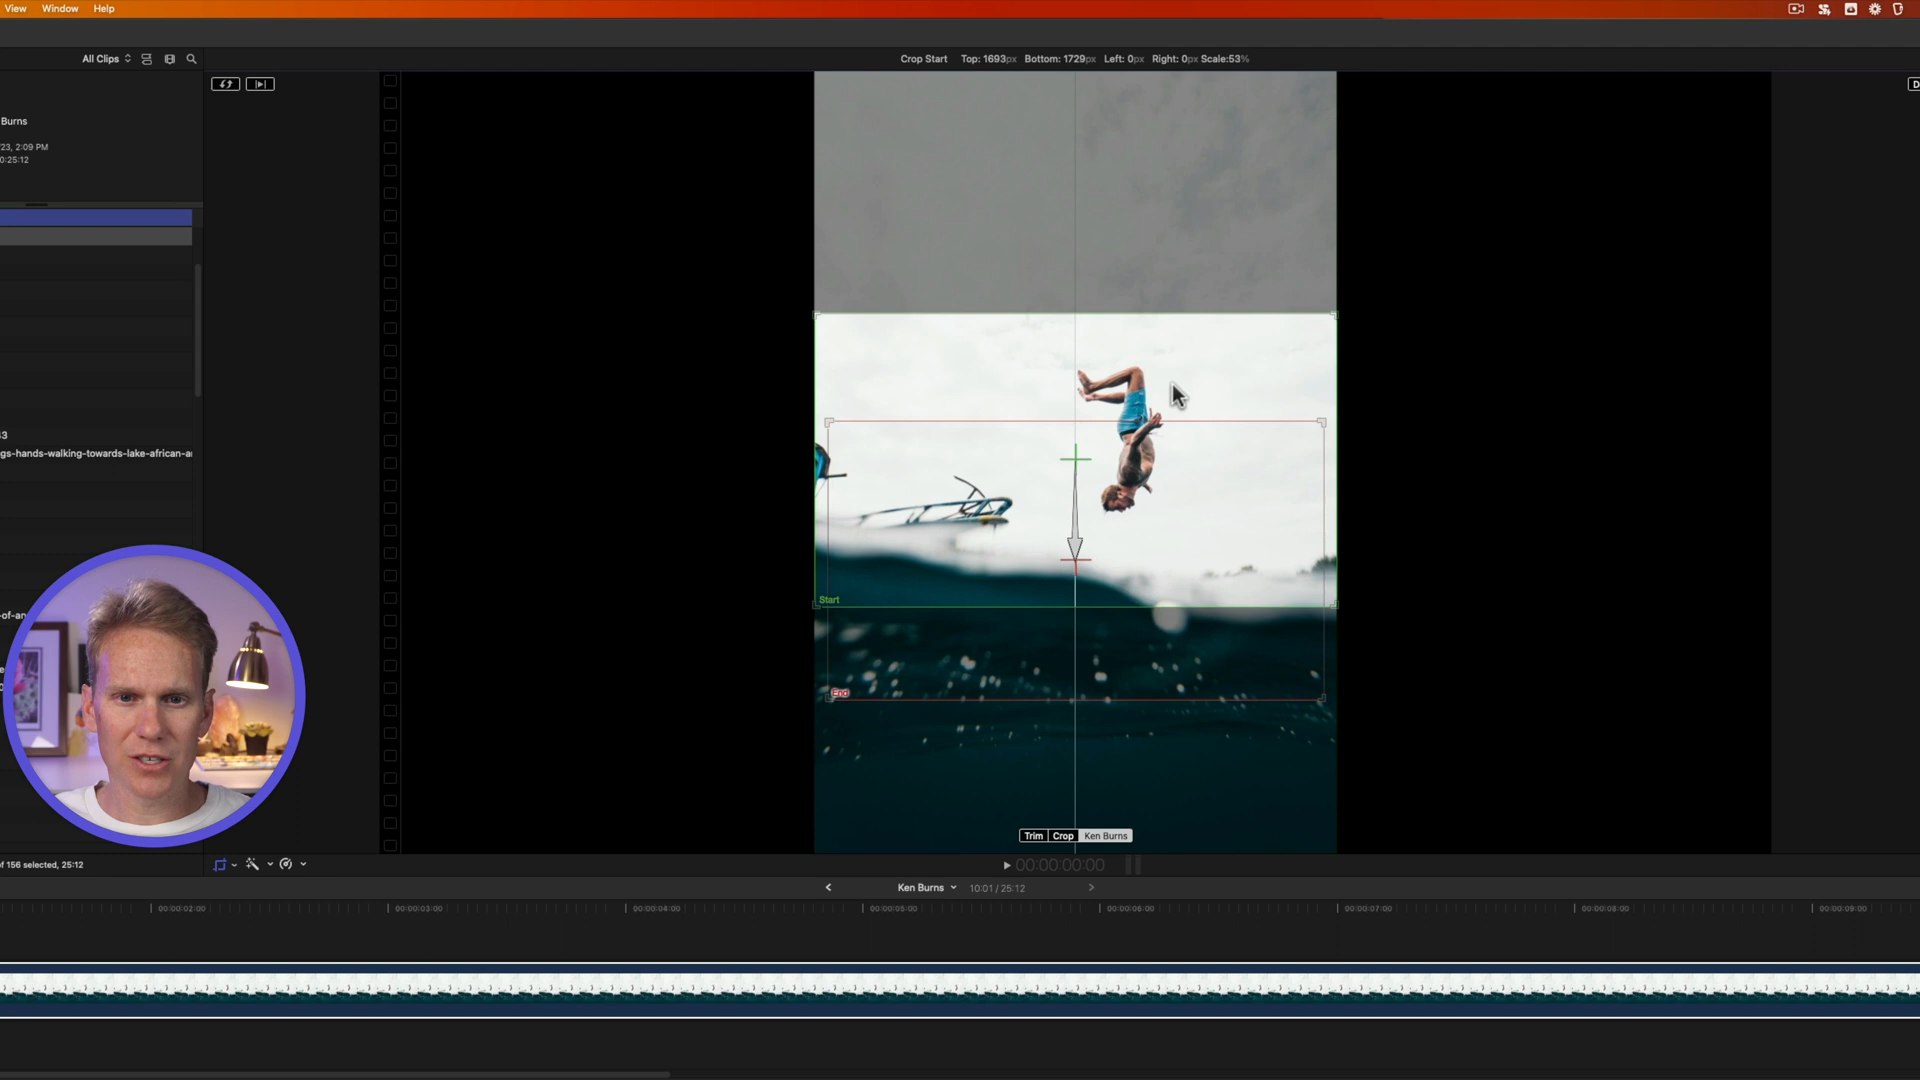 View Window Help
All Clips
Crop Start Top: 1693px Bottom: 1729px Left: 0px Right: 0px Scale:53%
D
Burns
/23, 2:09 PM
0:25:12
3
gs-hands-walking-towards-lake-african-a
-of-an
Start
End
Trim Crop Ken Burns
of 156 selected, 25:12
00:00:00:00
Ken Burns 10:01 / 25:12
00:00:02:00 00:00:03:00 00:00:04:00 00:00:05:00 00:00:06:00 00:00:07:00 00:00:08:00 00:00:09:00